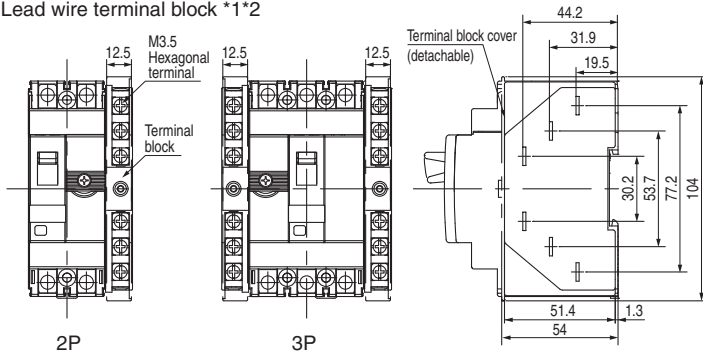 Lead wire terminal block *1*2
12.5
M3.5
Hexagonal
terminal
Terminal
block
2P
12.5
12.5
3P
Terminal block cover
(detachable)
44.2
31.9
19.5
30.2
53.7
77.2
104
51.4
1.3
54